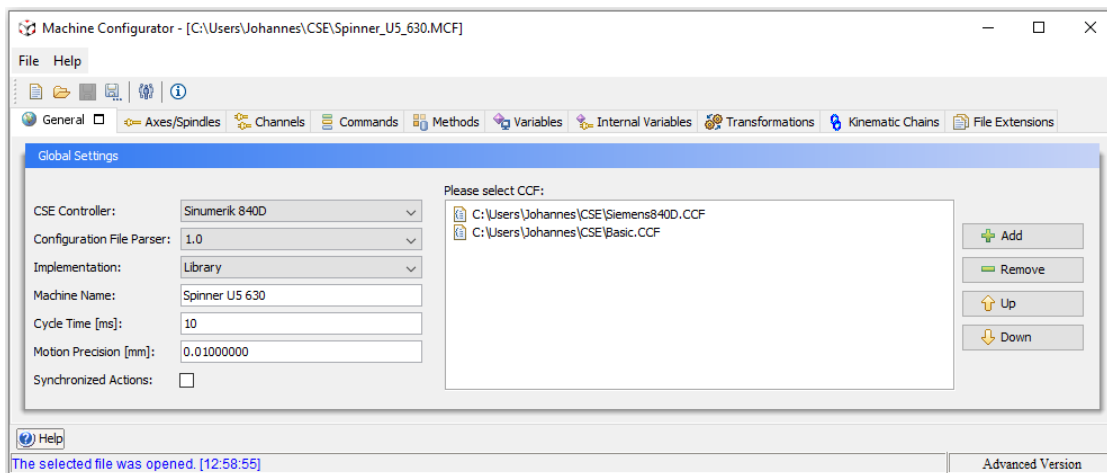 Machine Configurator - [C:\Users\Johannes\CSE\Spinner_U5_630.MCF]
File Help
General Axes/Spindles Channels Commands Methods Variables Internal Variables Transformations Kinematic Chains File Extensions
Global Settings
Please select CCF:
CSE Controller: Sinumerik 840D
C:\Users\Johannes\CSE\Siemens840D.CCF
C:\Users\Johannes\CSE\Basic.CCF
Configuration File Parser: 1.0
Implementation: Library
Machine Name: Spinner U5 630
Cycle Time [ms]: 10
Motion Precision [mm]: 0.01000000
Synchronized Actions:
Add
Remove
Up
Down
Help
The selected file was opened. [12:58:55] Advanced Version